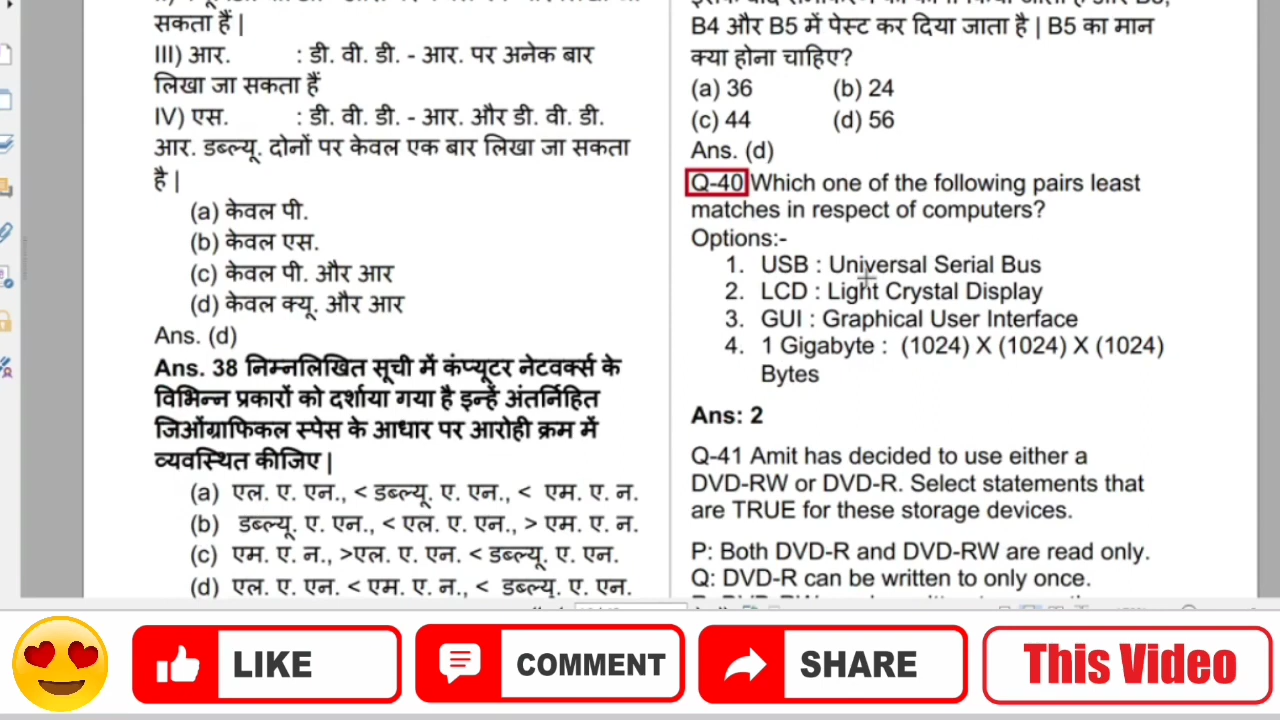 सकता हैं |
III) आर. : डी. वी. डी. - आर. पर अनेक बार
लिखा जा सकता हैं
IV) एस. : डी. वी. डी. - आर. और डी. वी. डी.
आर. डब्ल्यू. दोनों पर केवल एक बार लिखा जा सकता
है |
(a) केवल पी.
(b) केवल एस.
(c) केवल पी. और आर
(d) केवल क्यू. और आर
Ans. (d)
Ans. 38 निम्नलिखित सूची में कंप्यूटर नेटवर्क्स के
विभिन्न प्रकारों को दर्शाया गया है इन्हें अंतर्निहित
जिओंग्राफिकल स्पेस के आधार पर आरोही क्रम में
व्यवस्थित कीजिए |
(a) एल. ए. एन., < डब्ल्यू. ए. एन., < एम. ए. न.
(b) डब्ल्यू. ए. एन., < एल. ए. एन., > एम. ए. न.
(c) एम. ए. न., >एल. ए. एन. < डब्ल्यू. ए. एन.
(d) एल. ए. एन. < एम. ए. न., < डब्ल्यू. ए. एन.
B4 और B5 में पेस्ट कर दिया जाता है | B5 का मान
क्या होना चाहिए?
(a) 36 (b) 24
(c) 44 (d) 56
Ans. (d)
Q-40 Which one of the following pairs least
matches in respect of computers?
Options:-
1. USB : Universal Serial Bus
2. LCD : Light Crystal Display
3. GUI : Graphical User Interface
4. 1 Gigabyte : (1024) X (1024) X (1024)
Bytes
Ans: 2
Q-41 Amit has decided to use either a
DVD-RW or DVD-R. Select statements that
are TRUE for these storage devices.
P: Both DVD-R and DVD-RW are read only.
Q: DVD-R can be written to only once.
LIKE
COMMENT
SHARE
This Video